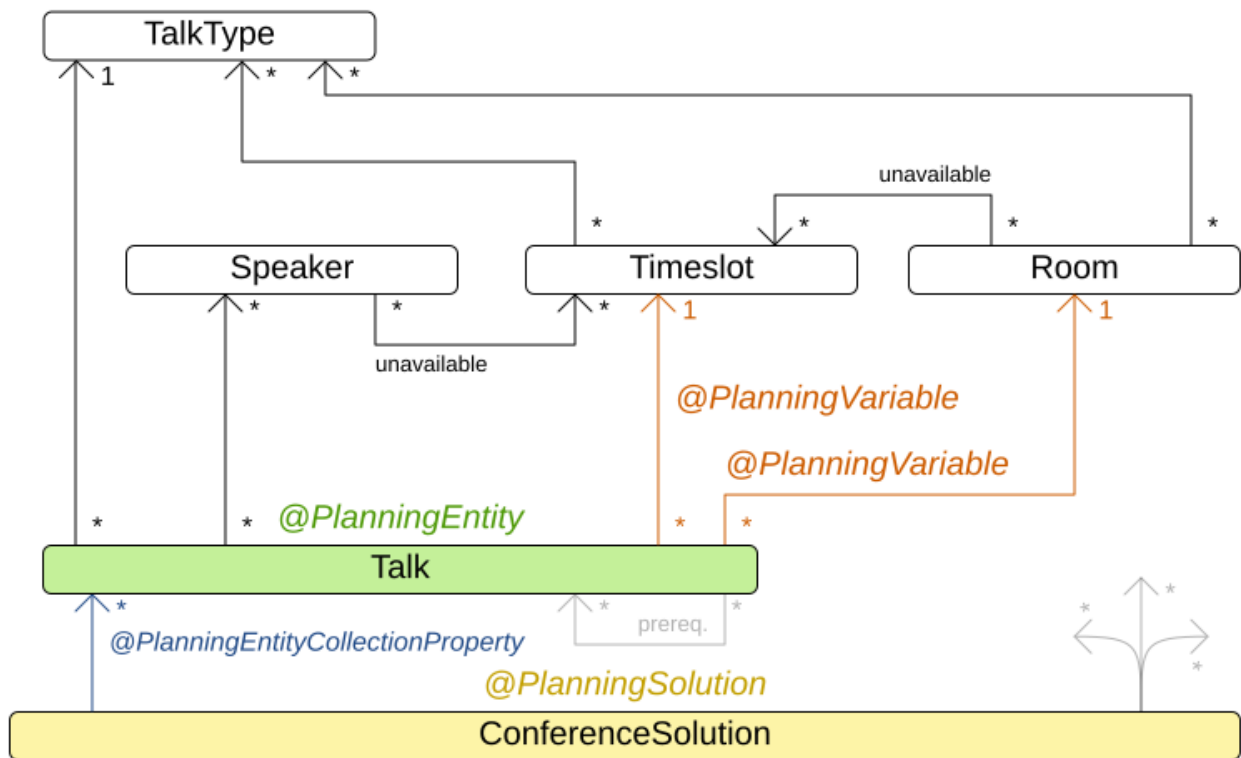 TalkType
1
*
*
unavailable
*
*
*
*
Speaker
Timeslot
Room
*
*
*
1
1
unavailable
@PlanningVariable
@PlanningVariable
*
*
@PlanningEntity
*
*
Talk
*
*
*
*
*
prereq.
@PlanningEntityCollectionProperty
*
@PlanningSolution
ConferenceSolution